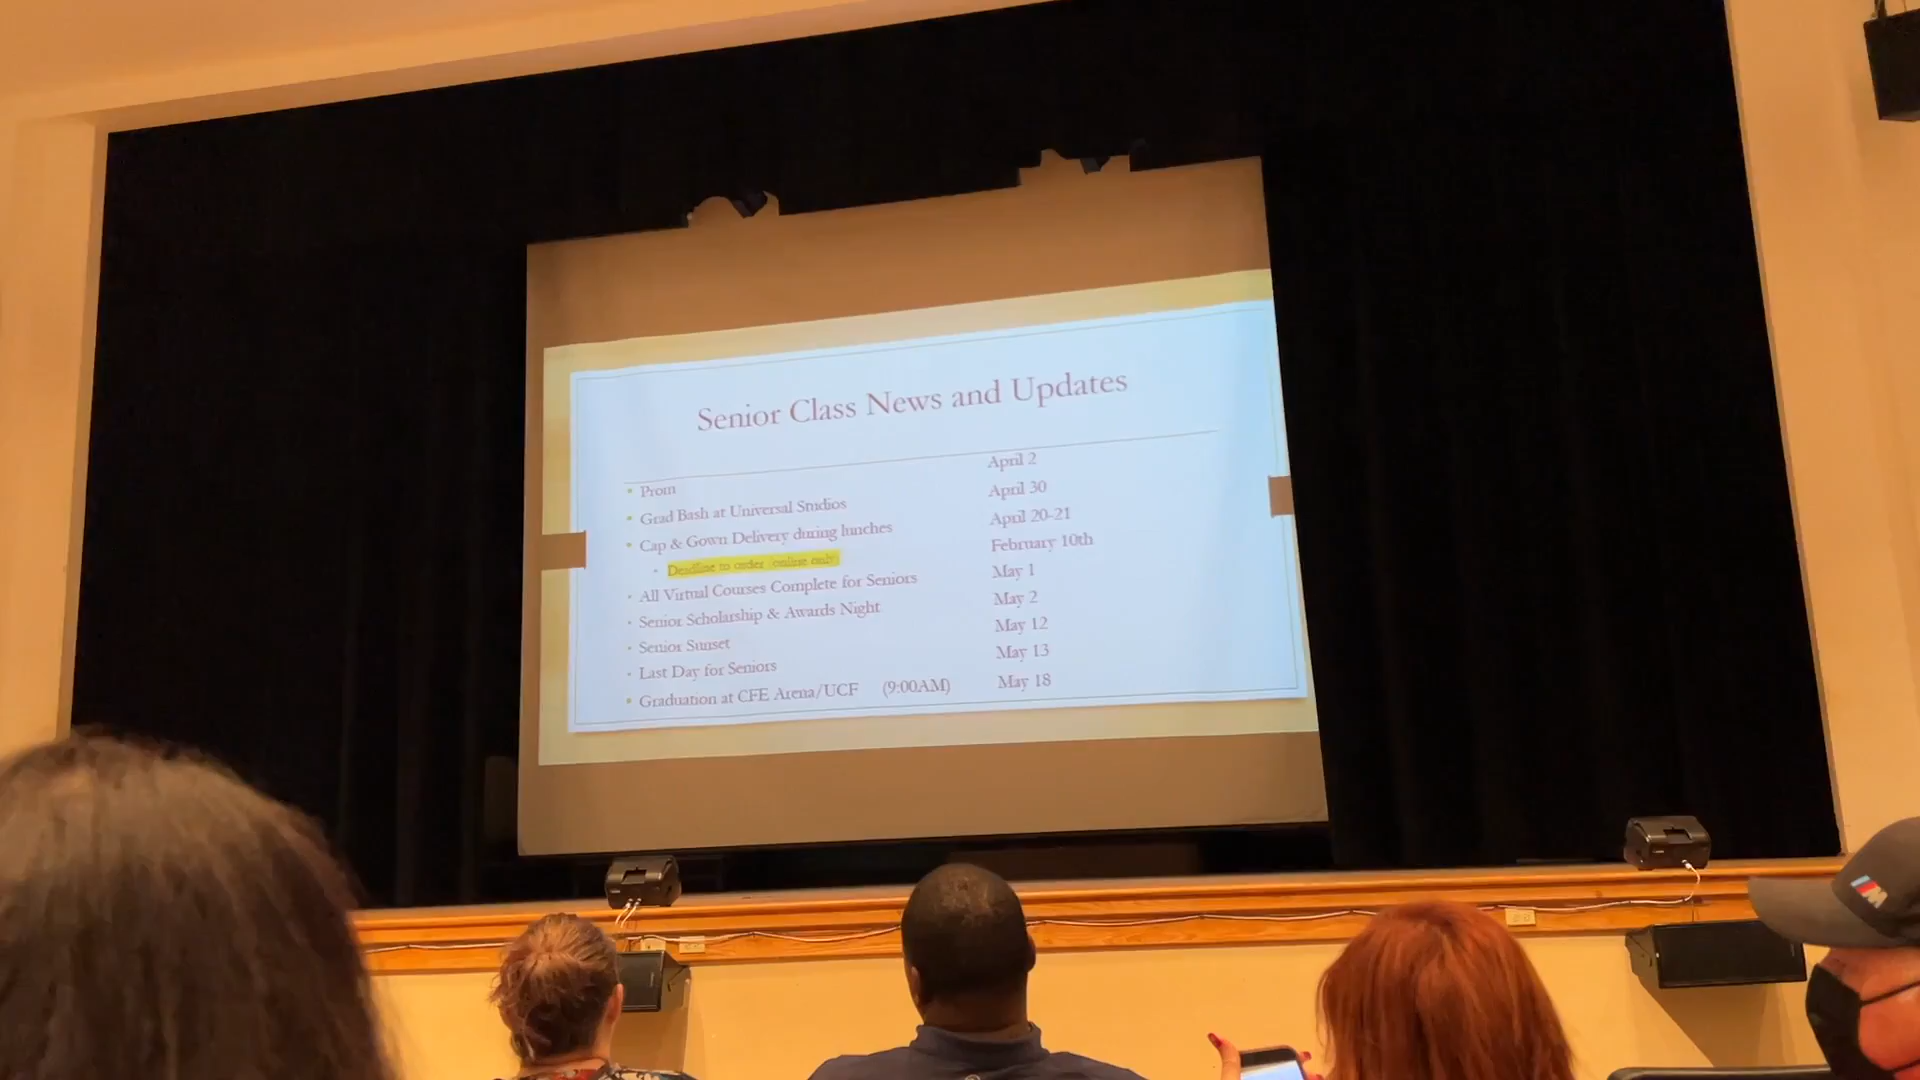 Senior Class News and Updates
• Prom April 2
• Grad Bash at Universal Studios April 30
• Cap & Gown Delivery during lunches April 20-21
• Deadline to order (online only) February 10th
• All Virtual Courses Complete for Seniors May 1
• Senior Scholarship & Awards Night May 2
• Senior Sunset May 12
• Last Day for Seniors May 13
• Graduation at CFE Arena/UCF (9:00AM) May 18
M